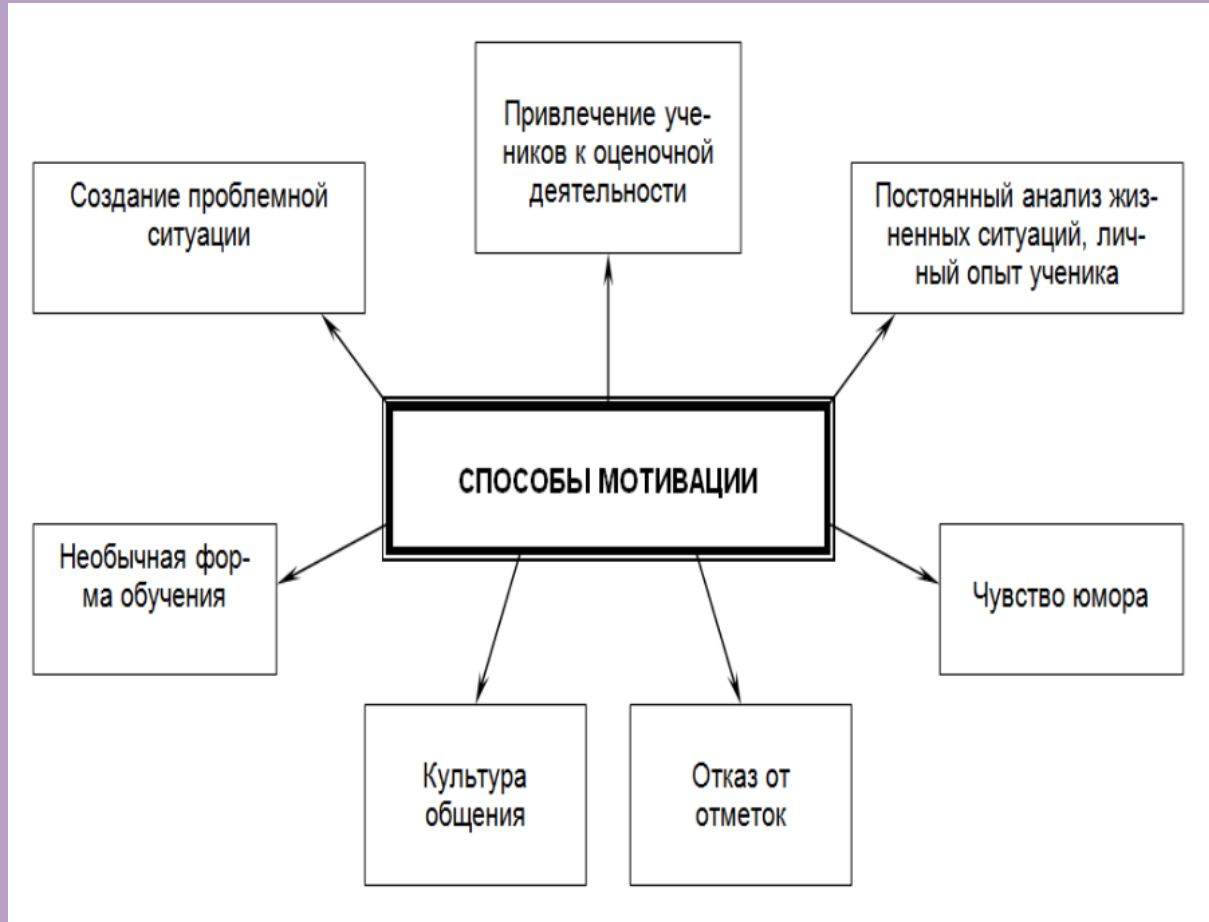 Привлечение уче-
ников к оценочной
деятельности
Создание проблемной
ситуации
Постоянный анализ жиз-
ненных ситуаций, лич-
ный опыт ученика
СПОСОБЫ МОТИВАЦИИ
Необычная фор-
ма обучения
Чувство юмора
Культура
общения
Отказ от
отметок